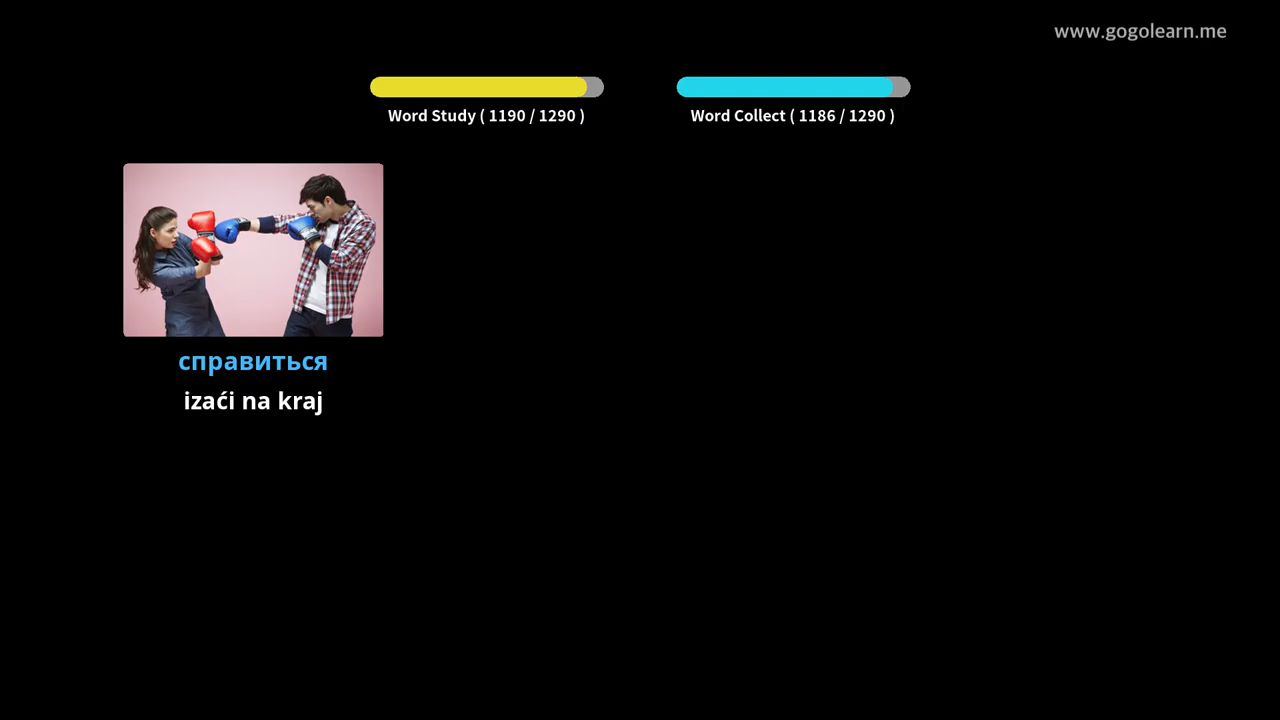 www.gogolearn.me
Word Study ( 1190 / 1290 )
Word Collect ( 1186 / 1290 )
справиться
izaći na kraj